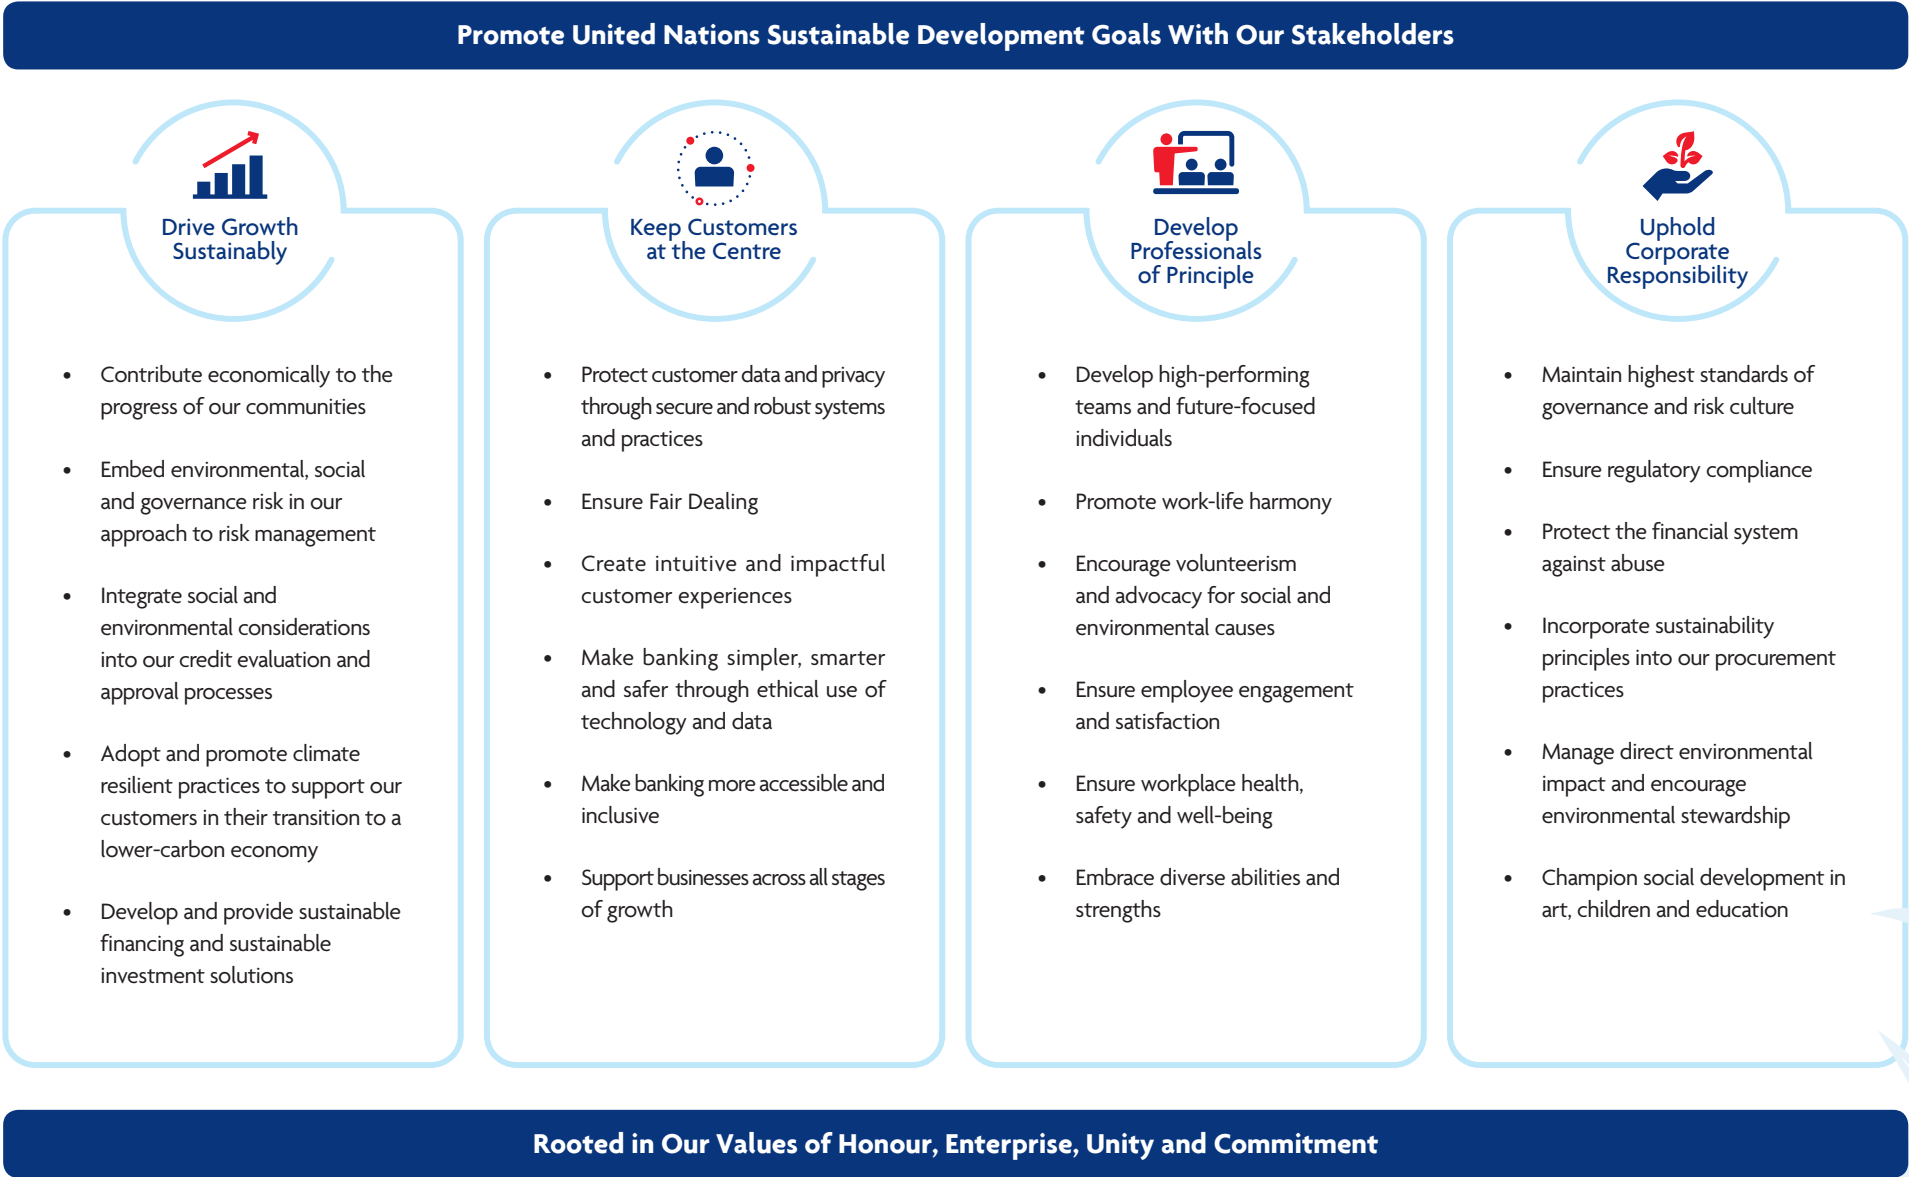 Promote United Nations Sustainable Development Goals With Our Stakeholders
Drive Growth
Sustainably
• Contribute economically to the
progress of our communities
• Embed environmental, social
and governance risk in our
approach to risk management
• Integrate social and
environmental considerations
into our credit evaluation and
approval processes
• Adopt and promote climate
resilient practices to support our
customers in their transition to a
lower-carbon economy
• Develop and provide sustainable
financing and sustainable
investment solutions
Keep Customers
at the Centre
• Protect customer data and privacy
through secure and robust systems
and practices
• Ensure Fair Dealing
• Create intuitive and impactful
customer experiences
• Make banking simpler, smarter
and safer through ethical use of
technology and data
• Make banking more accessible and
inclusive
• Support businesses across all stages
of growth
Develop
Professionals
of Principle
• Develop high-performing
teams and future-focused
individuals
• Promote work-life harmony
• Encourage volunteerism
and advocacy for social and
environmental causes
• Ensure employee engagement
and satisfaction
• Ensure workplace health,
safety and well-being
• Embrace diverse abilities and
strengths
Uphold
Corporate
Responsibility
• Maintain highest standards of
governance and risk culture
• Ensure regulatory compliance
• Protect the financial system
against abuse
• Incorporate sustainability
principles into our procurement
practices
• Manage direct environmental
impact and encourage
environmental stewardship
• Champion social development in
art, children and education
Rooted in Our Values of Honour, Enterprise, Unity and Commitment